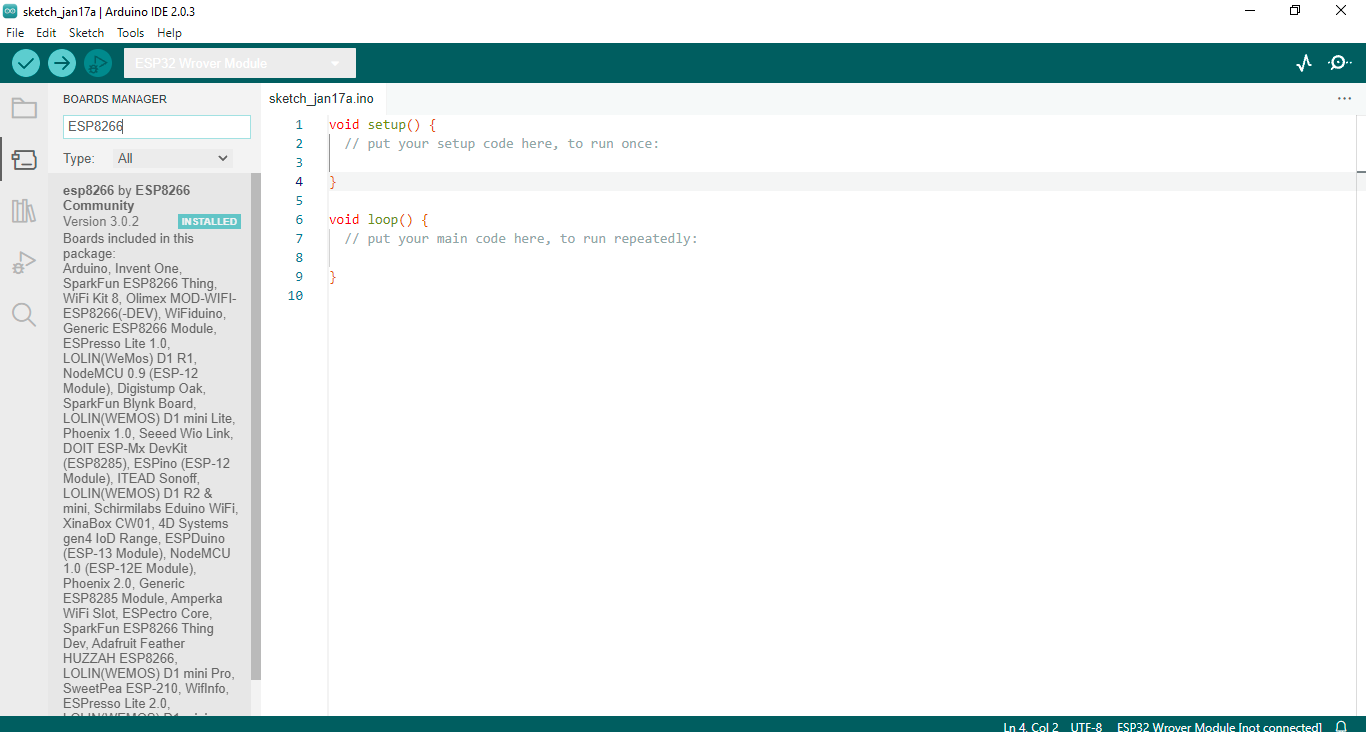 sketch_jan17a | Arduino IDE 2.0.3
File Edit Sketch Tools Help
ESP32 Wrover Module
BOARDS MANAGER
ESP8266
Type: All
esp8266 by ESP8266
Community
Version 3.0.2 INSTALLED
Boards included in this
package:
Arduino, Invent One,
SparkFun ESP8266 Thing,
WiFi Kit 8, Olimex MOD-WIFI-
ESP8266(-DEV), WiFiduino,
Generic ESP8266 Module,
ESPresso Lite 1.0,
LOLIN(WeMos) D1 R1,
NodeMCU 0.9 (ESP-12
Module), Digistump Oak,
SparkFun Blynk Board,
LOLIN(WEMOS) D1 mini Lite,
Phoenix 1.0, Seeed Wio Link,
DOIT ESP-Mx DevKit
(ESP8285), ESPino (ESP-12
Module), ITEAD Sonoff,
LOLIN(WEMOS) D1 R2 &
mini, Schirmilabs Eduino WiFi,
XinaBox CW01, 4D Systems
gen4 IoD Range, ESPDuino
(ESP-13 Module), NodeMCU
1.0 (ESP-12E Module),
Phoenix 2.0, Generic
ESP8285 Module, Amperka
WiFi Slot, ESPectro Core,
SparkFun ESP8266 Thing
Dev, Adafruit Feather
HUZZAH ESP8266,
LOLIN(WEMOS) D1 mini Pro,
SweetPea ESP-210, WifInfo,
ESPresso Lite 2.0,
sketch_jan17a.ino
1 void setup() {
2 // put your setup code here, to run once:
3
4 }
5
6 void loop() {
7 // put your main code here, to run repeatedly:
8
9 }
10
Ln 4, Col 2 UTF-8 ESP32 Wrover Module [not connected]